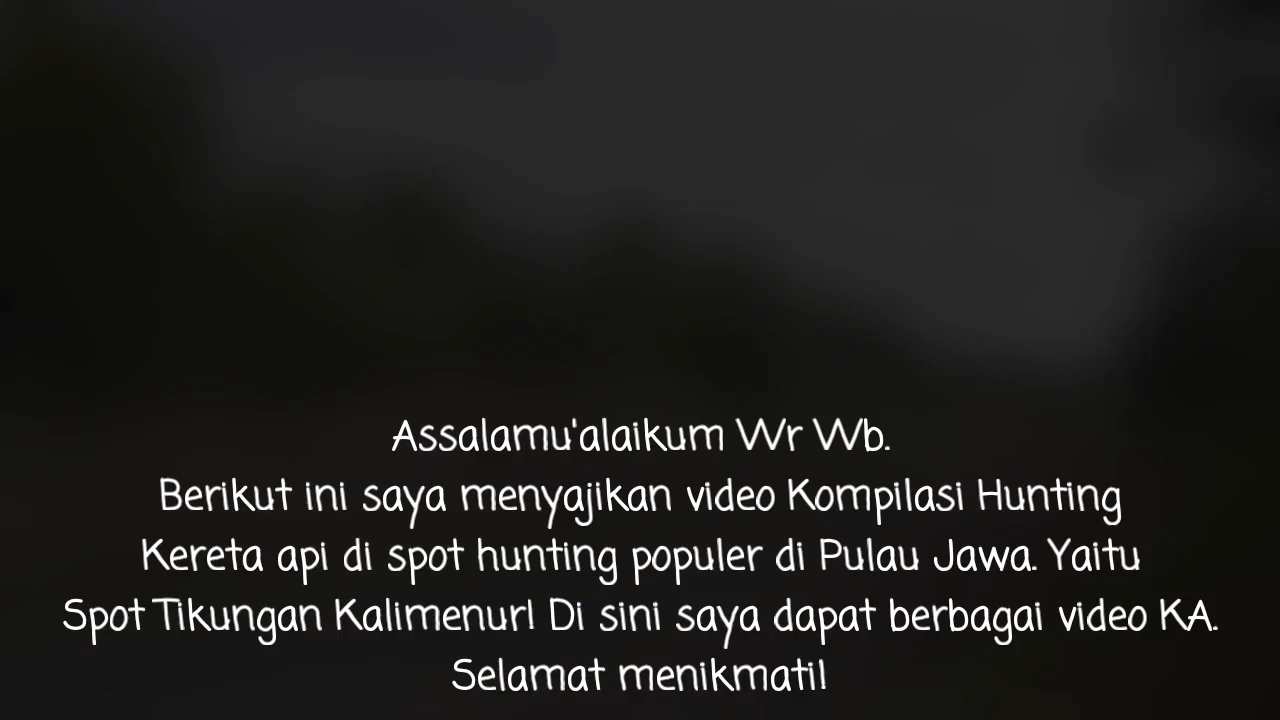 Assalamu'alaikum Wr Wb.
Berikut ini saya menyajikan video Kompilasi Hunting
Kereta api di spot hunting populer di Pulau Jawa. Yaitu
Spot Tikungan Kalimenur! Di sini saya dapat berbagai video KA.
Selamat menikmati!